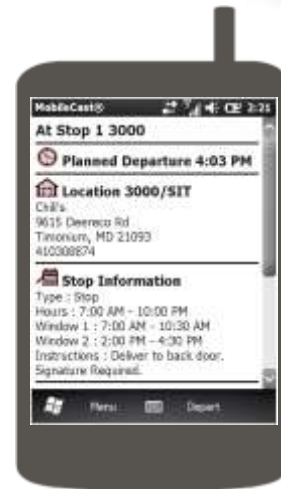 MobileCast® 2:21
At Stop 1 3000
Planned Departure 4:03 PM
Location 3000/SIT
Chili's
9615 Deereco Rd
Timonium, MD 21093
410308874
Stop Information
Type : Stop
Hours : 7:00 AM - 10:00 PM
Window 1 : 7:00 AM - 10:30 AM
Window 2 : 2:00 PM - 4:30 PM
Instructions : Deliver to back door.
Signature Required.
Menu Depart